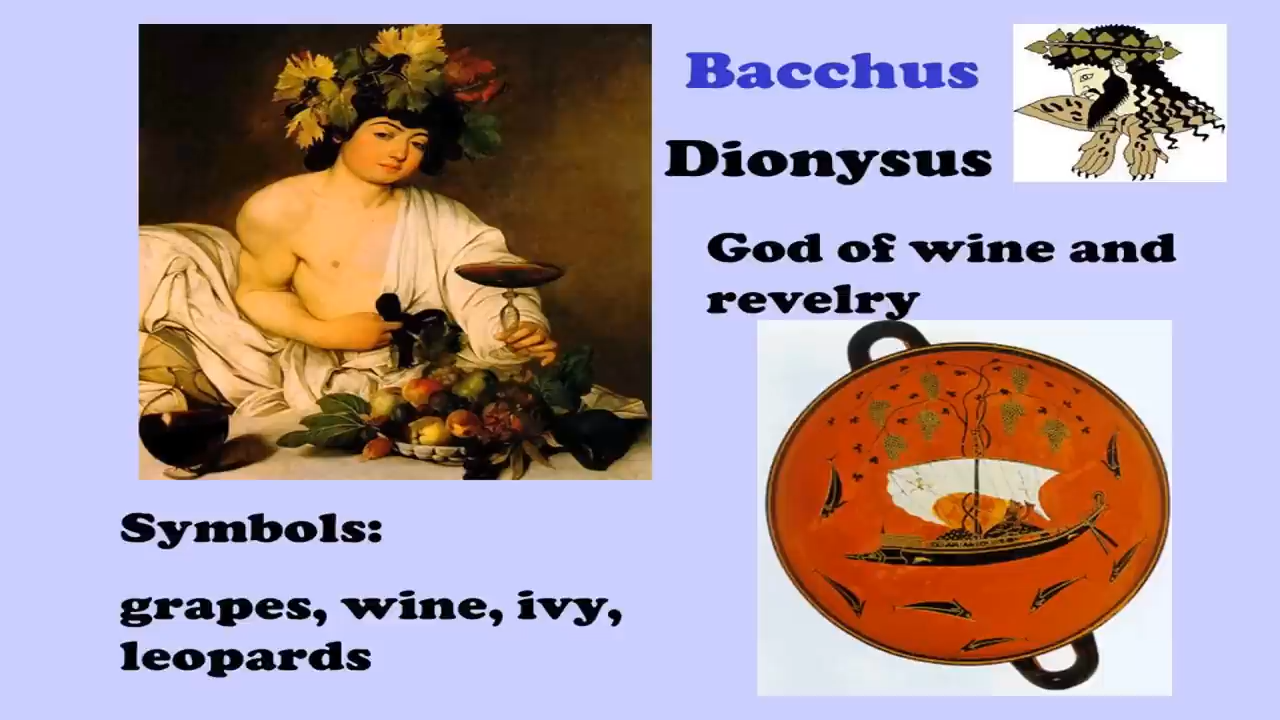 Bacchus
Dionysus
God of wine and
revelry
Symbols:
grapes, wine, ivy,
leopards